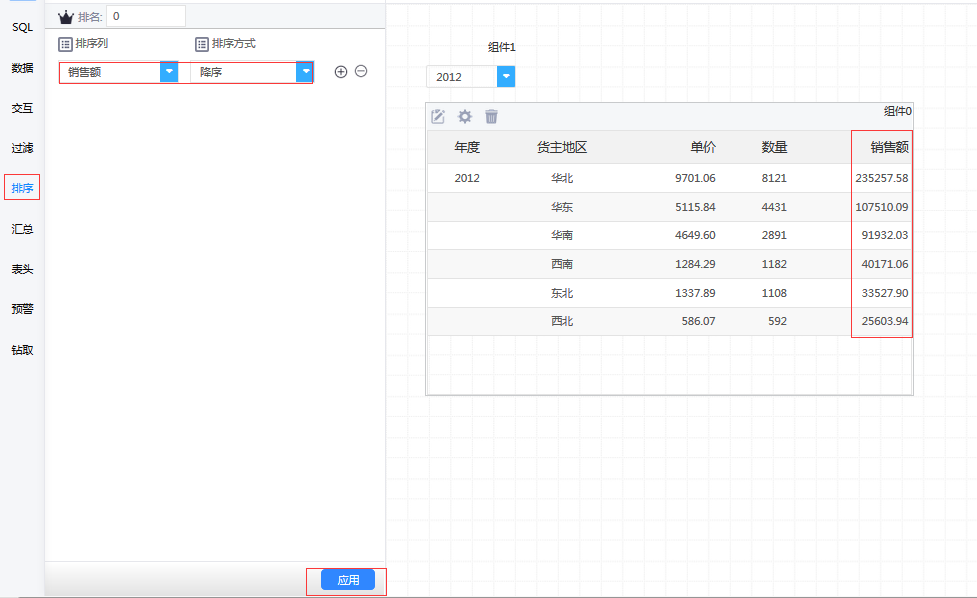 SQL
数据
交互
过滤
排序
汇总
表头
预警
钻取
排名: 0
排序列 排序方式
销售额 降序
应用
组件1
2012
组件0
年度 货主地区 单价 数量 销售额
2012 华北 9701.06 8121 235257.58
华东 5115.84 4431 107510.09
华南 4649.60 2891 91932.03
西南 1284.29 1182 40171.06
东北 1337.89 1108 33527.90
西北 586.07 592 25603.94